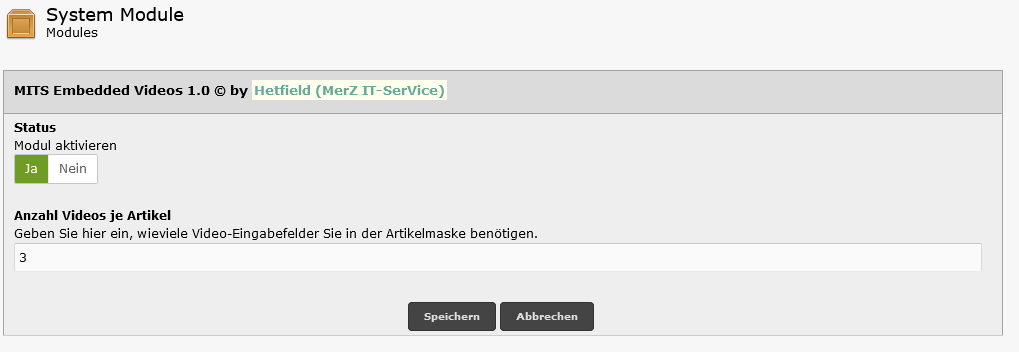 System Module
Modules
MITS Embedded Videos 1.0 © by Hetfield (MerZ IT-SerVice)
Status
Modul aktivieren
Ja Nein
Anzahl Videos je Artikel
Geben Sie hier ein, wieviele Video-Eingabefelder Sie in der Artikelmaske benötigen.
3
Speichern Abbrechen